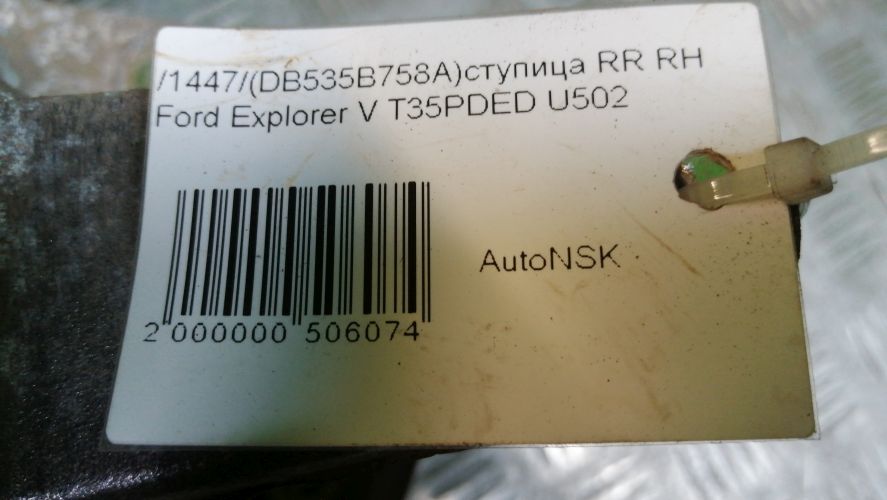 /1447/(DB535B758A)ступица RR RH
Ford Explorer V T35PDED U502
AutoNSK
2 000000 506074